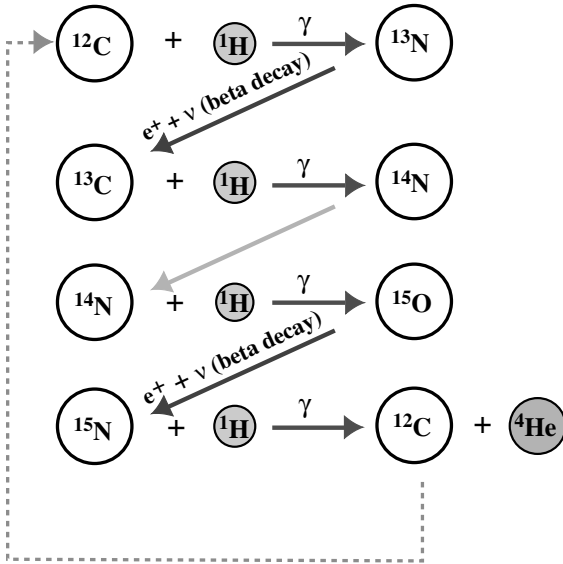 ¹²C + ¹H γ ¹³N
e⁺ + ν (beta decay)
¹³C + ¹H γ ¹⁴N
¹⁴N + ¹H γ ¹⁵O
e⁺ + ν (beta decay)
¹⁵N + ¹H γ ¹²C + ⁴He